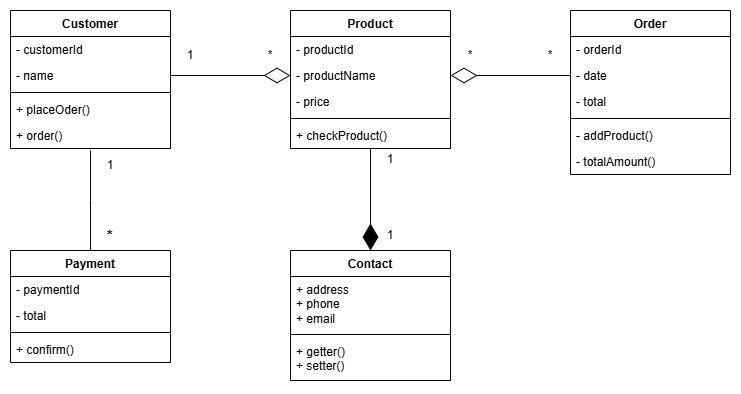 Customer
- customerId
- name
+ placeOder()
+ order()
1
*
Product
- productId
- productName
- price
+ checkProduct()
*
*
Order
- orderId
- date
- total
- addProduct()
- totalAmount()
1
*
1
1
Payment
- paymentId
- total
+ confirm()
Contact
+ address
+ phone
+ email
+ getter()
+ setter()